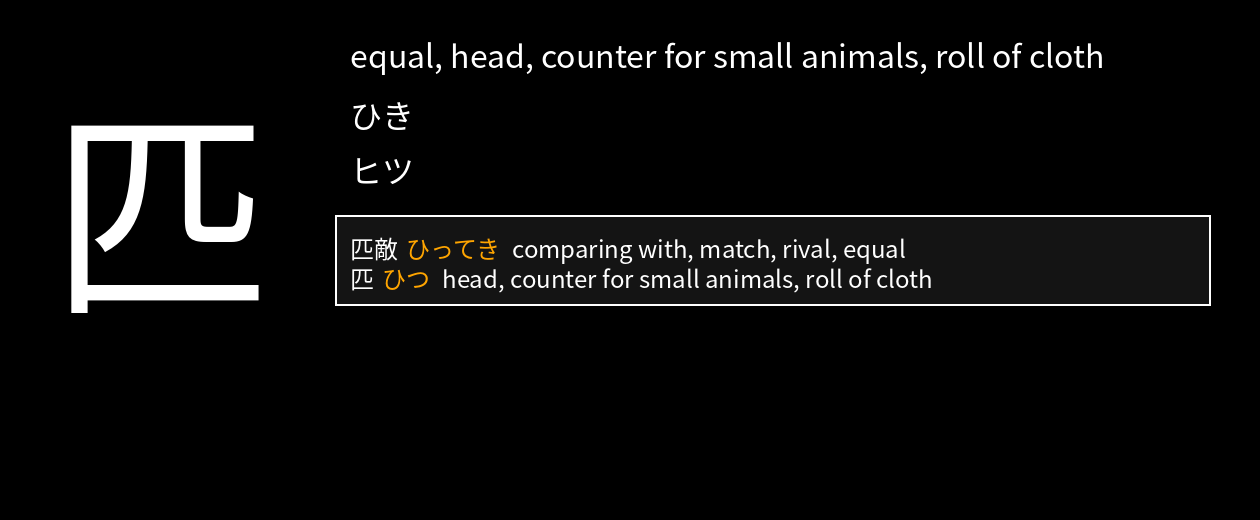 匹
equal, head, counter for small animals, roll of cloth
ひき
ヒツ
匹敵 ひってき comparing with, match, rival, equal
匹 ひつ head, counter for small animals, roll of cloth